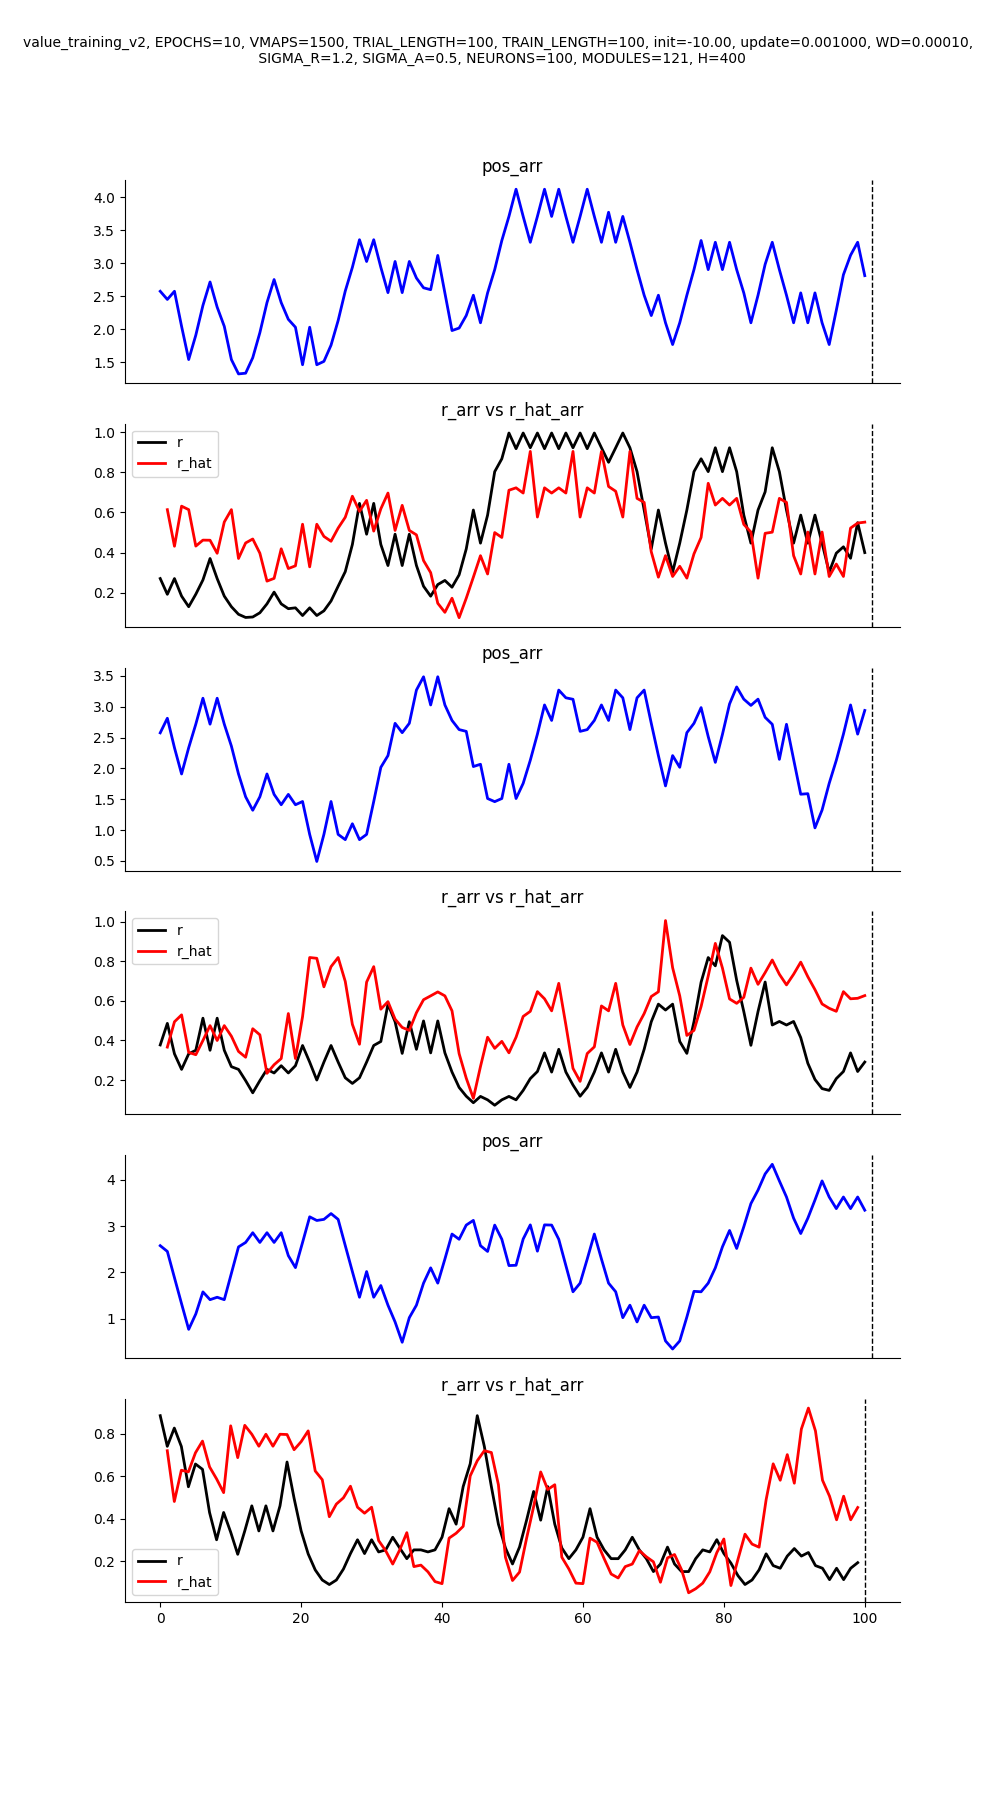 value_training_v2, EPOCHS=10, VMAPS=1500, TRIAL_LENGTH=100, TRAIN_LENGTH=100, init=-10.00, update=0.001000, WD=0.00010,
SIGMA_R=1.2, SIGMA_A=0.5, NEURONS=100, MODULES=121, H=400
pos_arr
4.0
3.5
3.0
2.5
2.0
1.5
r_arr vs r_hat_arr
1.0
0.8
0.6
0.4
0.2
r
r_hat
pos_arr
3.5
3.0
2.5
2.0
1.5
1.0
0.5
r_arr vs r_hat_arr
1.0
0.8
0.6
0.4
0.2
r
r_hat
pos_arr
4
3
2
1
r_arr vs r_hat_arr
0.8
0.6
0.4
0.2
r
r_hat
0 20 40 60 80 100